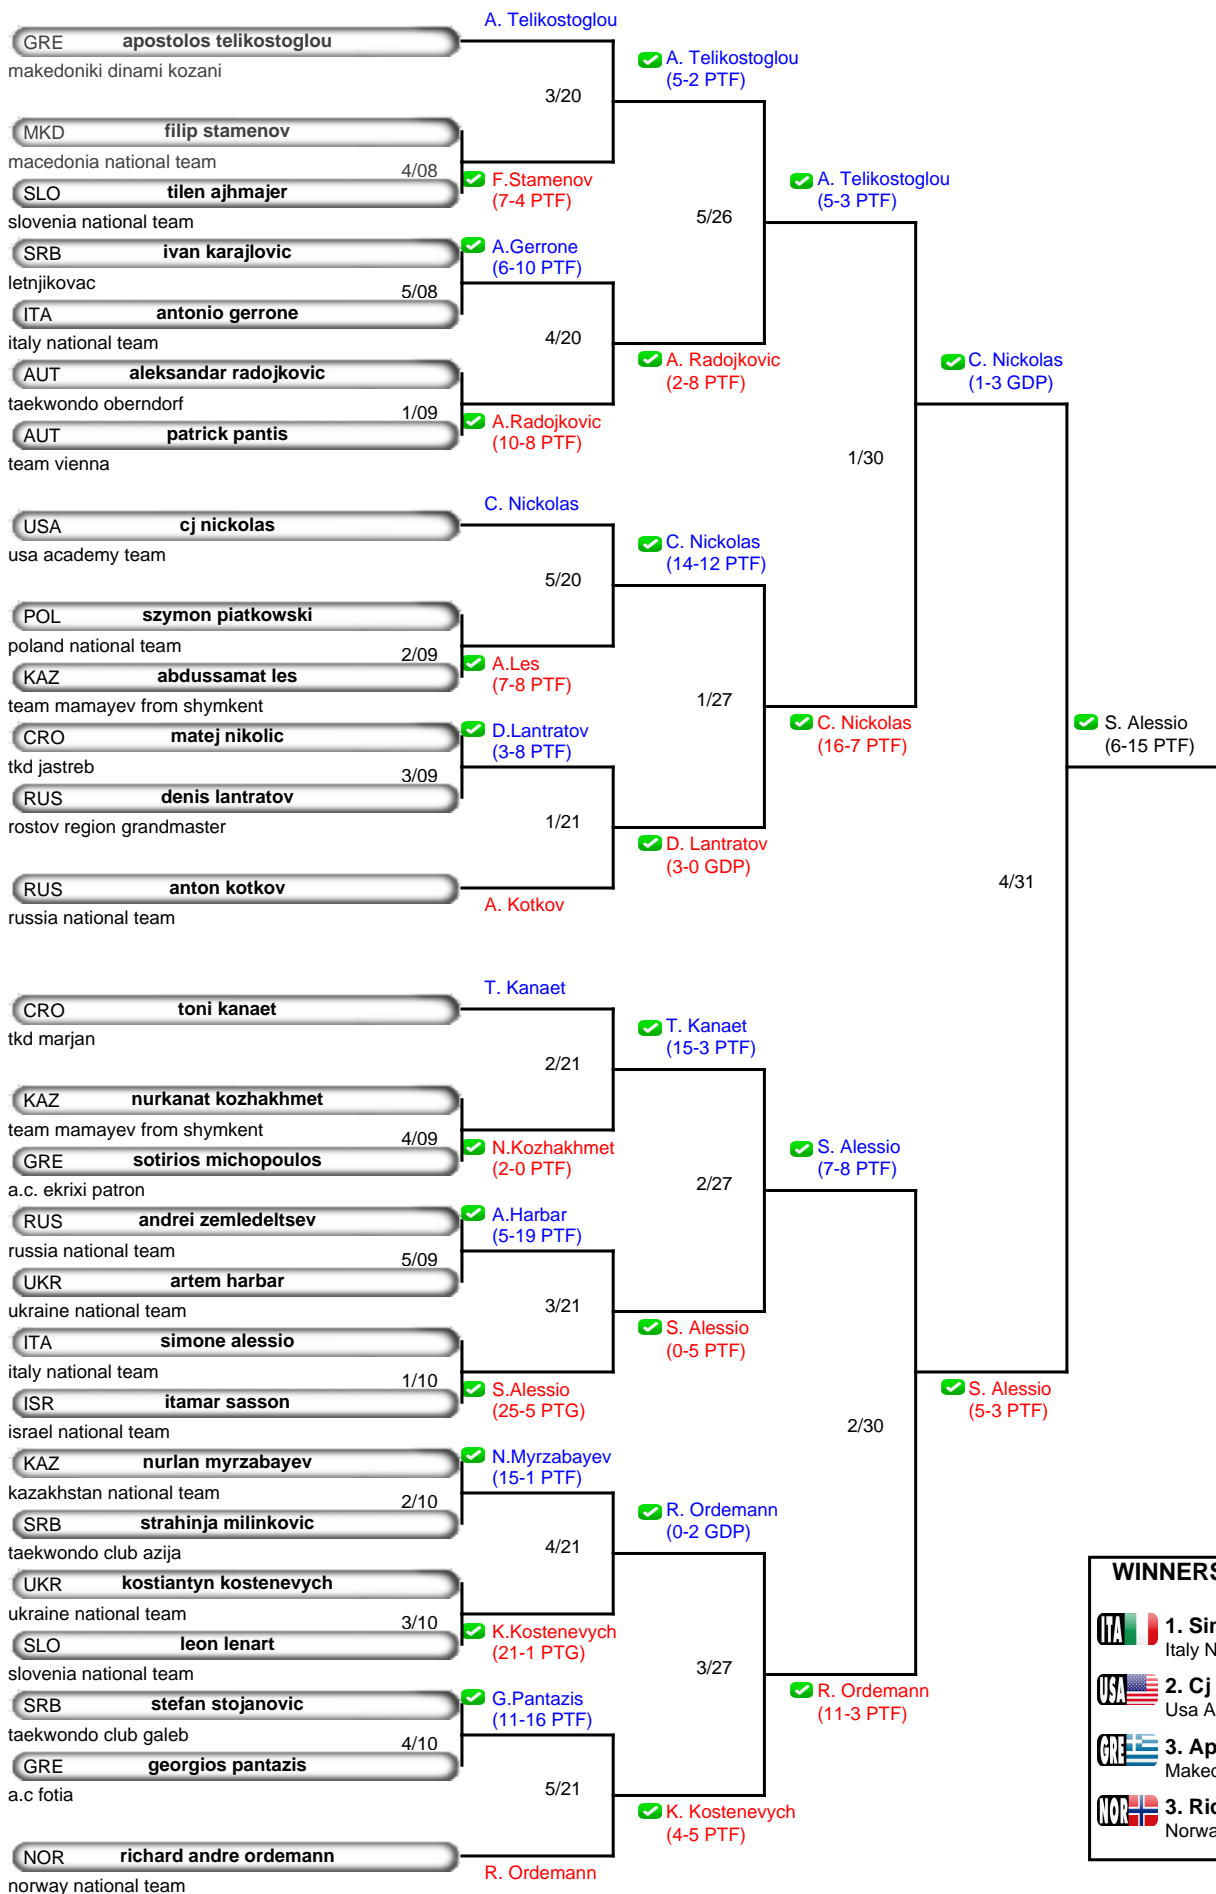 A. Telikostoglou
GRE apostolos telikostoglou
makedoniki dinami kozani
A. Telikostoglou
(5-2 PTF)
3/20
MKD filip stamenov
macedonia national team
4/08
SLO tilen ajhmajer
slovenia national team
F.Stamenov
(7-4 PTF)
A. Telikostoglou
(5-3 PTF)
5/26
SRB ivan karajlovic
letnjikovac
A.Gerrone
(6-10 PTF)
5/08
ITA antonio gerrone
italy national team
4/20
AUT aleksandar radojkovic
taekwondo oberndorf
A. Radojkovic
(2-8 PTF)
C. Nickolas
(1-3 GDP)
1/09
AUT patrick pantis
team vienna
A.Radojkovic
(10-8 PTF)
1/30
C. Nickolas
USA cj nickolas
usa academy team
C. Nickolas
(14-12 PTF)
5/20
POL szymon piatkowski
poland national team
2/09
KAZ abdussamat les
team mamayev from shymkent
A.Les
(7-8 PTF)
1/27
CRO matej nikolic
tkd jastreb
D.Lantratov
(3-8 PTF)
C. Nickolas
(16-7 PTF)
S. Alessio
(6-15 PTF)
3/09
RUS denis lantratov
rostov region grandmaster
1/21
D. Lantratov
(3-0 GDP)
RUS anton kotkov
russia national team
A. Kotkov
4/31
T. Kanaet
CRO toni kanaet
tkd marjan
T. Kanaet
(15-3 PTF)
2/21
KAZ nurkanat kozhakhmet
team mamayev from shymkent
4/09
GRE sotirios michopoulos
a.c. ekrixi patron
N.Kozhakhmet
(2-0 PTF)
S. Alessio
(7-8 PTF)
2/27
RUS andrei zemledeltsev
russia national team
A.Harbar
(5-19 PTF)
5/09
UKR artem harbar
ukraine national team
3/21
ITA simone alessio
italy national team
S. Alessio
(0-5 PTF)
1/10
ISR itamar sasson
israel national team
S.Alessio
(25-5 PTG)
S. Alessio
(5-3 PTF)
2/30
KAZ nurlan myrzabayev
kazakhstan national team
N.Myrzabayev
(15-1 PTF)
2/10
SRB strahinja milinkovic
taekwondo club azija
R. Ordemann
(0-2 GDP)
4/21
UKR kostiantyn kostenevych
ukraine national team
3/10
SLO leon lenart
slovenia national team
K.Kostenevych
(21-1 PTG)
3/27
SRB stefan stojanovic
taekwondo club galeb
G.Pantazis
(11-16 PTF)
R. Ordemann
(11-3 PTF)
4/10
GRE georgios pantazis
a.c fotia
5/21
K. Kostenevych
(4-5 PTF)
NOR richard andre ordemann
norway national team
R. Ordemann
WINNERS
ITA 1. Sin
Italy N
USA 2. Cj
Usa A
GRE 3. Ap
Maked
NOR 3. Ric
Norwa